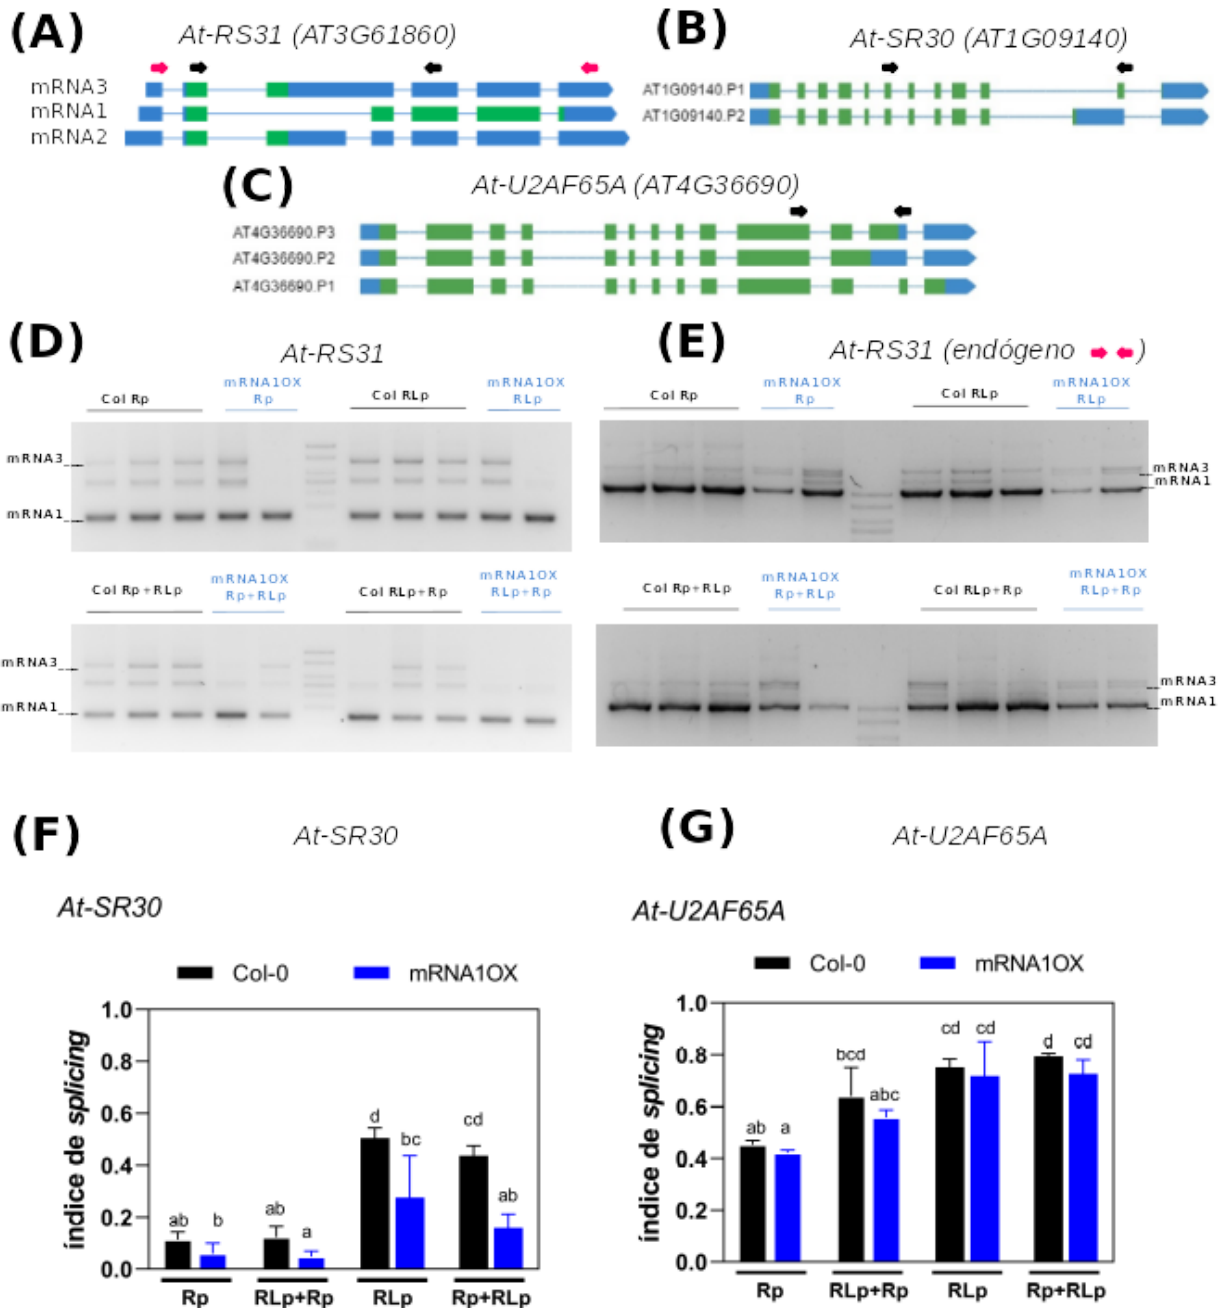 (A)
At-RS31 (AT3G61860)
mRNA3
mRNA1
mRNA2
(B)
At-SR30 (AT1G09140)
AT1G09140.P1
AT1G09140.P2
(C)
At-U2AF65A (AT4G36690)
AT4G36690.P3
AT4G36690.P2
AT4G36690.P1
(D)
At-RS31
Col Rp
mRNA1OX
Rp
Col RLp
mRNA1OX
RLp
mRNA3
mRNA1
Col Rp+RLp
mRNA1OX
Rp+RLp
Col RLp+Rp
mRNA1OX
RLp+Rp
mRNA3
mRNA1
(E)
At-RS31 (endógeno )
Col Rp
mRNA1OX
Rp
Col RLp
mRNA1OX
RLp
mRNA3
mRNA1
Col Rp+RLp
mRNA1OX
Rp+RLp
Col RLp+Rp
mRNA1OX
RLp+Rp
mRNA3
mRNA1
(F)
At-SR30
At-SR30
Col-0 mRNA1OX
índice de splicing
1.0
0.8
0.6
0.4
0.2
0.0
ab b ab a d bc cd ab
Rp RLp+Rp RLp Rp+RLp
(G)
At-U2AF65A
At-U2AF65A
Col-0 mRNA1OX
índice de splicing
1.0
0.8
0.6
0.4
0.2
0.0
ab a bcd abc cd cd d cd
Rp RLp+Rp RLp Rp+RLp